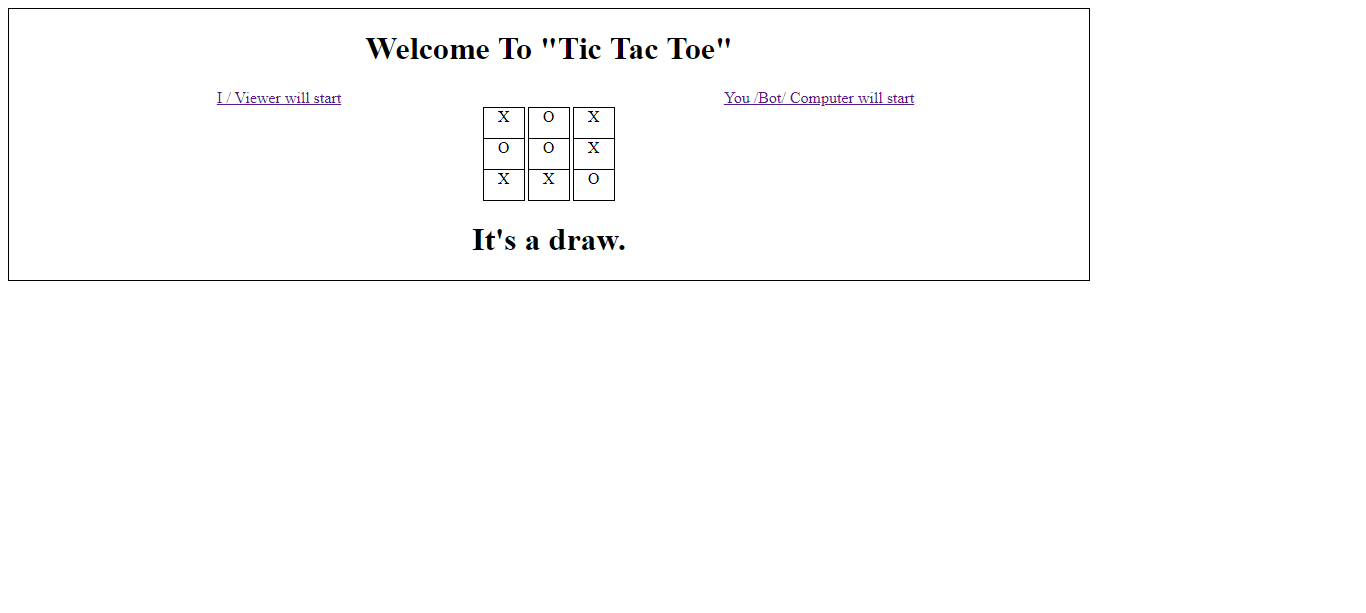 Welcome To "Tic Tac Toe"
I / Viewer will start
You /Bot/ Computer will start
X O X
O O X
X X O
It's a draw.